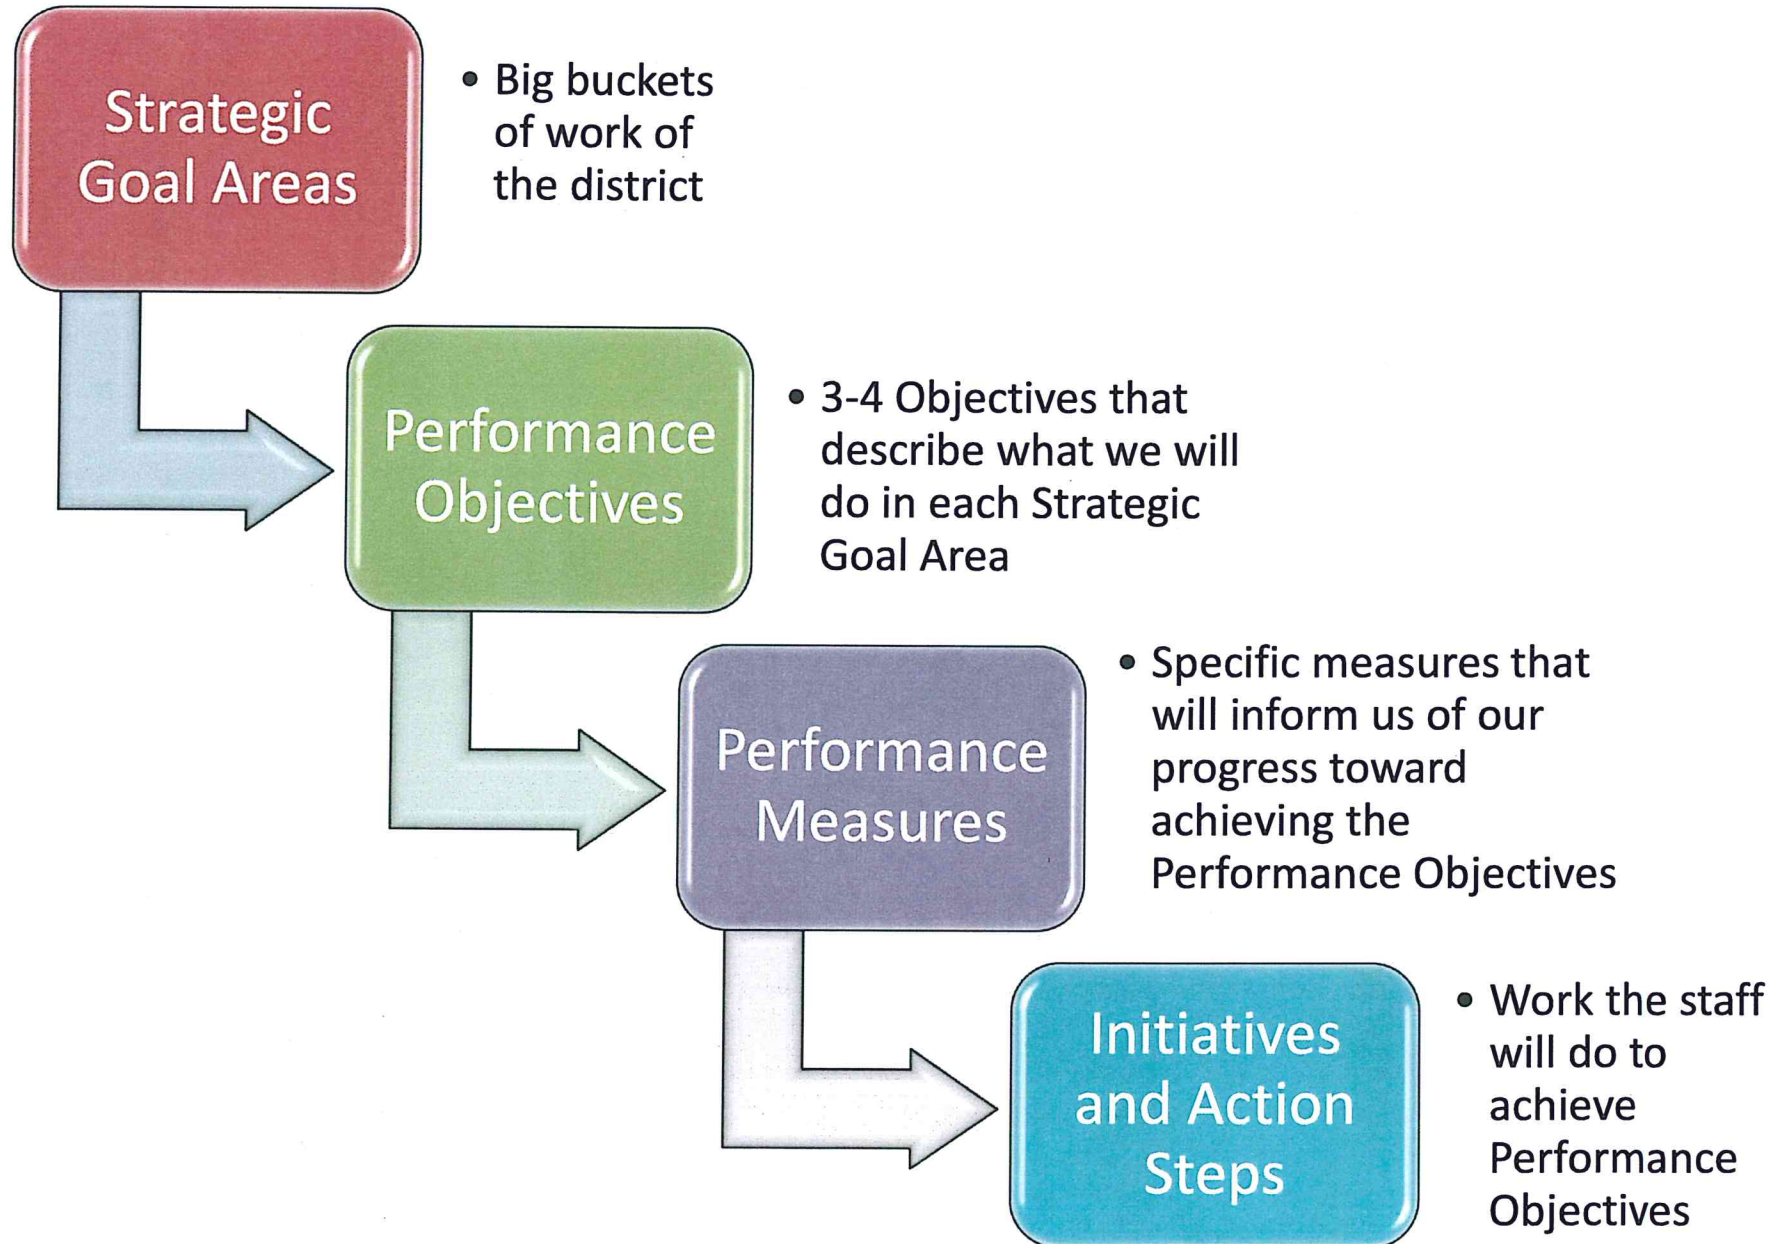 Strategic
Goal Areas
• Big buckets
of work of
the district
Performance
Objectives
• 3-4 Objectives that
describe what we will
do in each Strategic
Goal Area
Performance
Measures
• Specific measures that
will inform us of our
progress toward
achieving the
Performance Objectives
Initiatives
and Action
Steps
• Work the staff
will do to
achieve
Performance
Objectives